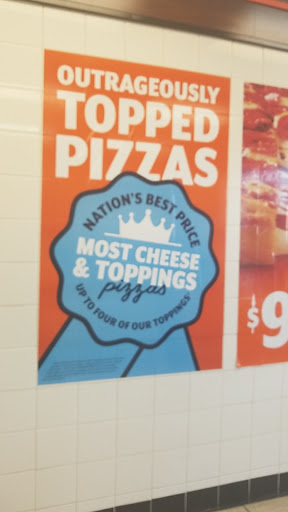 OUTRAGEOUSLY
TOPPED
PIZZAS
NATION'S BEST PRICE
MOST CHEESE
& TOPPINGS
pizzas
UP TO FOUR OF OUR TOPPINGS
$9